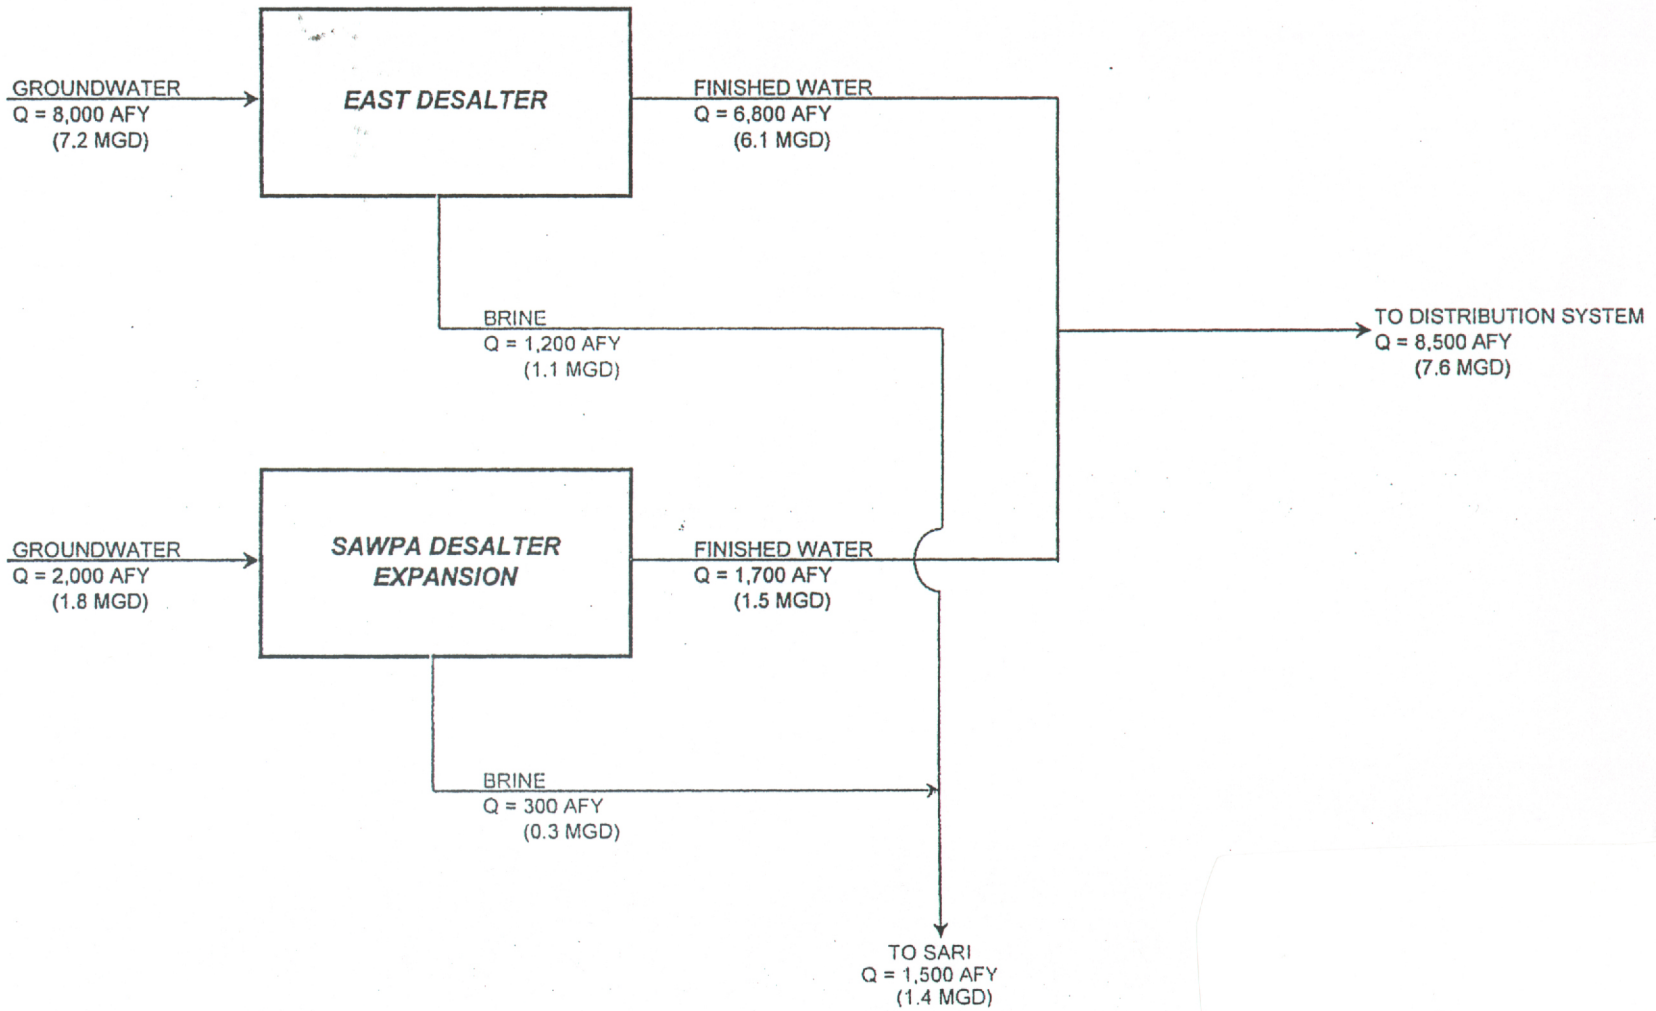 GROUNDWATER
Q = 8,000 AFY
(7.2 MGD)
EAST DESALTER
FINISHED WATER
Q = 6,800 AFY
(6.1 MGD)
BRINE
Q = 1,200 AFY
(1.1 MGD)
TO DISTRIBUTION SYSTEM
Q = 8,500 AFY
(7.6 MGD)
GROUNDWATER
Q = 2,000 AFY
(1.8 MGD)
SAWPA DESALTER
EXPANSION
FINISHED WATER
Q = 1,700 AFY
(1.5 MGD)
BRINE
Q = 300 AFY
(0.3 MGD)
TO SARI
Q = 1,500 AFY
(1.4 MGD)